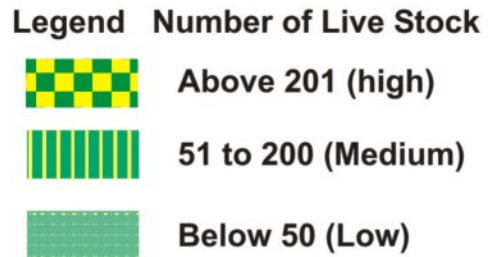 Legend Number of Live Stock
Above 201 (high)
51 to 200 (Medium)
Below 50 (Low)